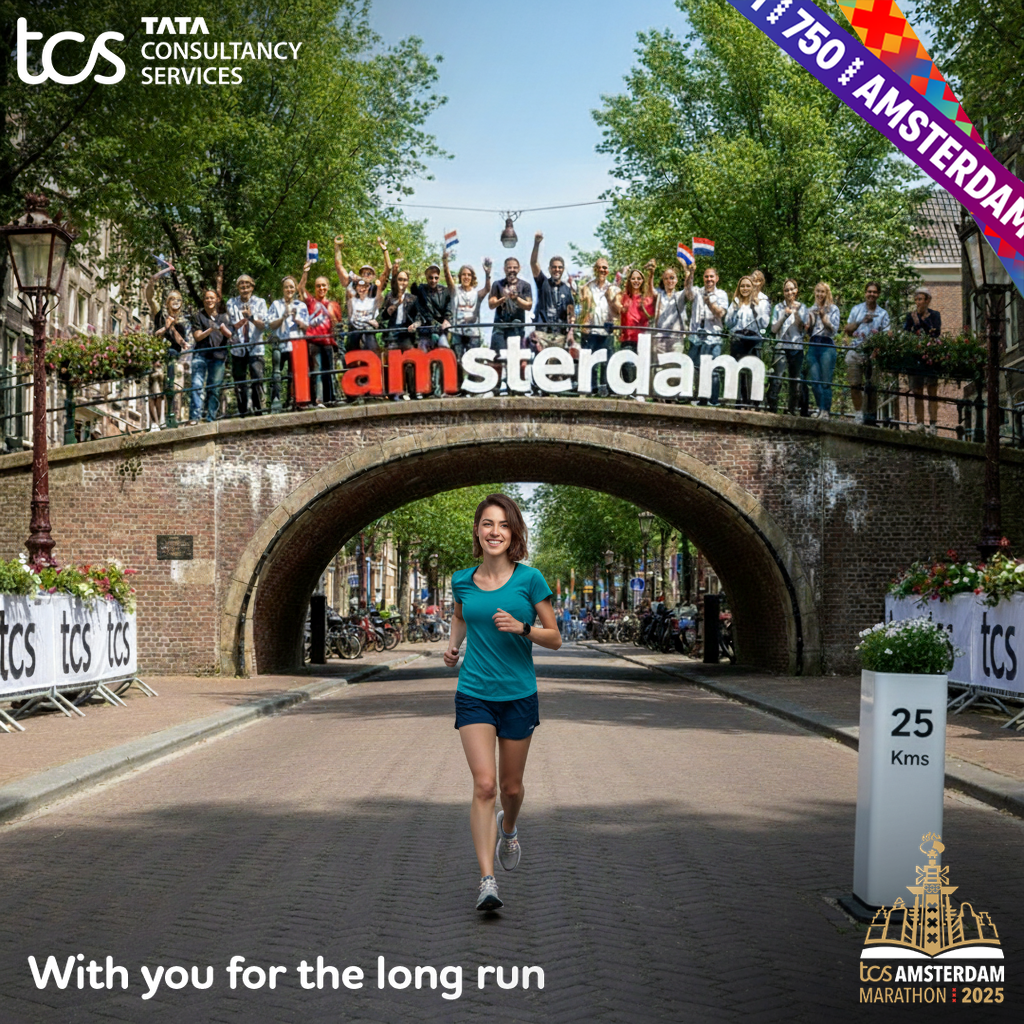 tcs TATA
CONSULTANCY
SERVICES
750 AMSTERDAM
I amsterdam
tcs
tcs
tcs
tcs
25
Kms
With you for the long run
tcs AMSTERDAM
MARATHON 2025